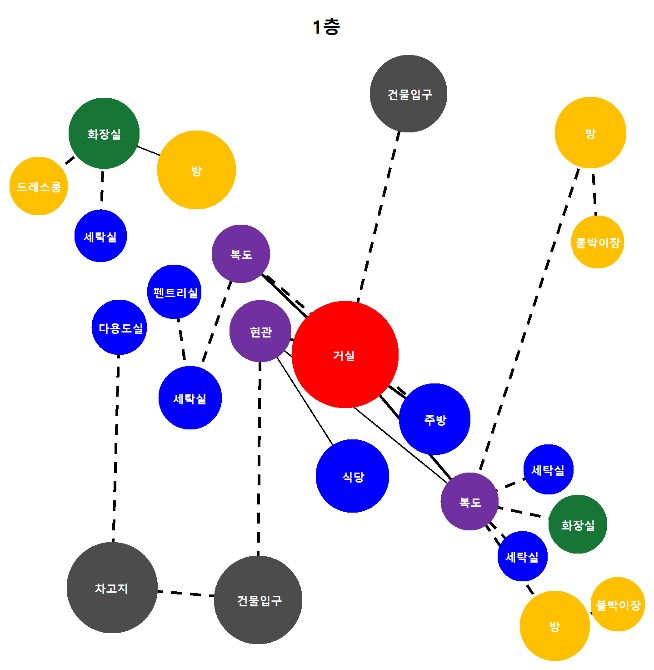 1층
건물입구
화장실
방
방
드레스룸
세탁실
붙박이장
복도
펜트리실
다용도실
현관
거실
세탁실
주방
식당
세탁실
복도
화장실
세탁실
차고지
건물입구
붙박이장
방